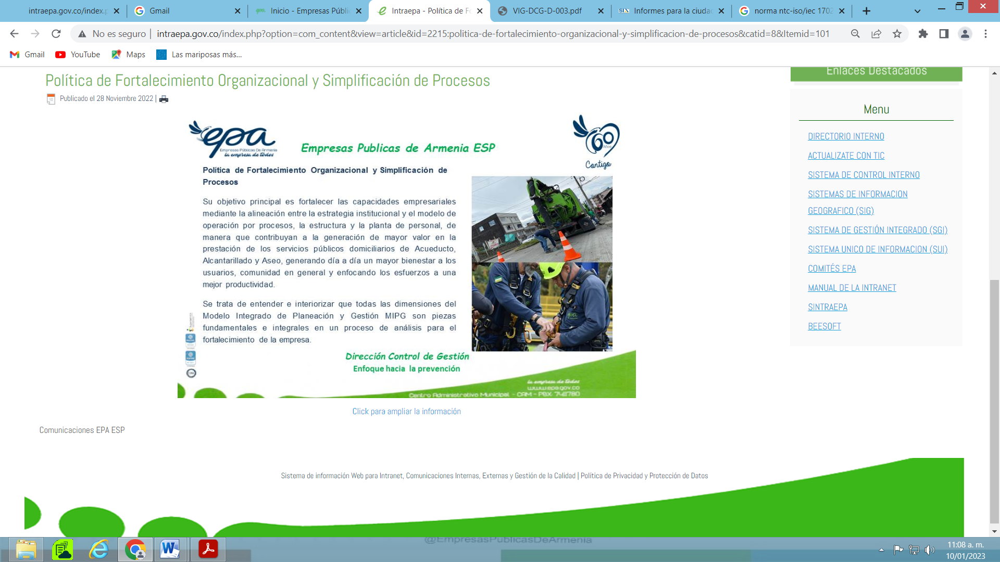 intraepa.gov.co/index.p
Gmail
Inicio - Empresas Públi
Intraepa - Política de Fo
VIG-DCG-D-003.pdf
Informes para la ciudad
norma ntc-iso/iec 1702
No es seguro | intraepa.gov.co/index.php?option=com_content&view=article&id=2215:politica-de-fortalecimiento-organizacional-y-simplificacion-de-procesos&catid=8&Itemid=101
Gmail YouTube Maps Las mariposas más...
Política de Fortalecimiento Organizacional y Simplificación de Procesos
Publicado el 28 Noviembre 2022 |
epa
Empresas Públicas De Armenia
la empresa de todos
Empresas Publicas de Armenia ESP
60
Años
Contigo
Política de Fortalecimiento Organizacional y Simplificación de
Procesos
Su objetivo principal es fortalecer las capacidades empresariales
mediante la alineación entre la estrategia institucional y el modelo de
operación por procesos, la estructura y la planta de personal, de
manera que contribuyan a la generación de mayor valor en la
prestación de los servicios públicos domiciliarios de Acueducto,
Alcantarillado y Aseo, generando día a día un mayor bienestar a los
usuarios, comunidad en general y enfocando los esfuerzos a una
mejor productividad.
Se trata de entender e interiorizar que todas las dimensiones del
Modelo Integrado de Planeación y Gestión MIPG son piezas
fundamentales e integrales en un proceso de análisis para el
fortalecimiento de la empresa.
epa
Dirección Control de Gestión
Enfoque hacia la prevención
la empresa de todos
www.epa.gov.co
Centro Administrativo Municipal - CAM - PBX: 7411780
Click para ampliar la información
Comunicaciones EPA ESP
Enlaces Destacados
Menu
DIRECTORIO INTERNO
ACTUALIZATE CON TIC
SISTEMA DE CONTROL INTERNO
SISTEMAS DE INFORMACION
GEOGRAFICO (SIG)
SISTEMA DE GESTIÓN INTEGRADO (SGI)
SISTEMA UNICO DE INFORMACION (SUI)
COMITÉS EPA
MANUAL DE LA INTRANET
SINTRAEPA
BEESOFT
Sistema de información Web para Intranet, Comunicaciones Internas, Externas y Gestión de la Calidad | Política de Privacidad y Protección de Datos
@EmpresasPublicasDeArmenia
11:08 a. m.
10/01/2023